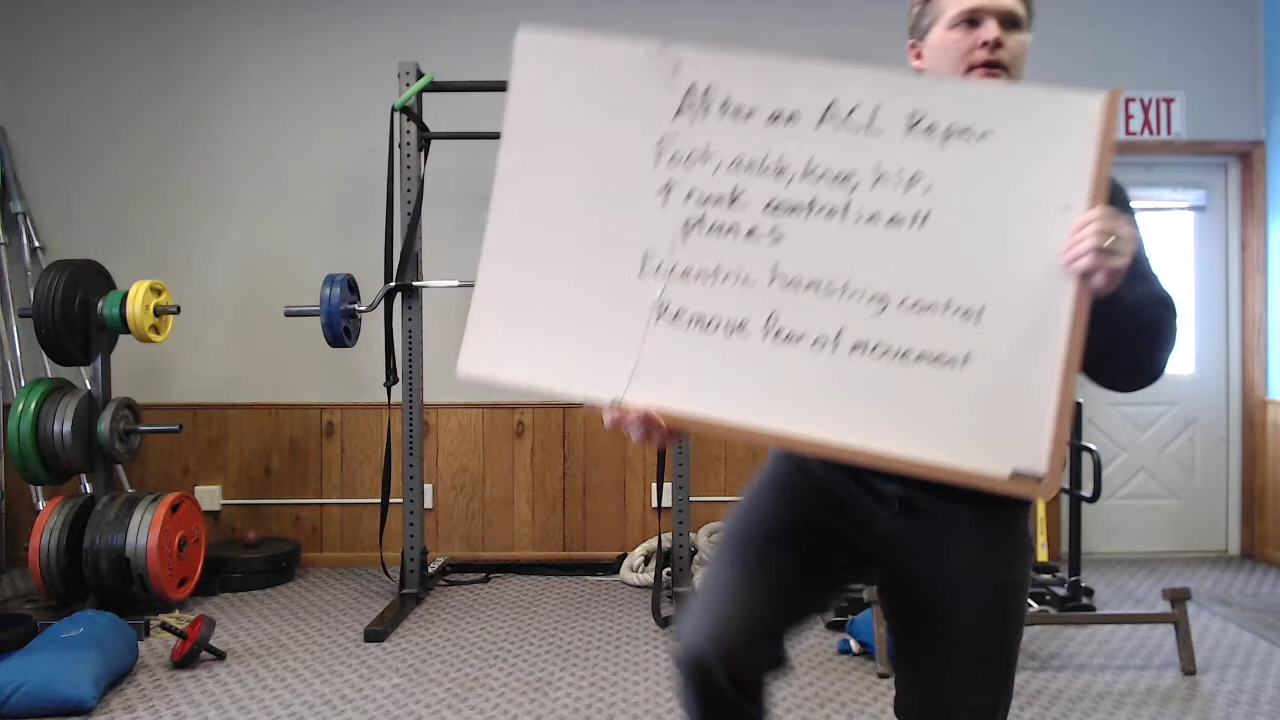 After an ACL Repair
Foot, ankle, knee, hip,
trunk control in all
planes
Eccentric hamstring control
Remove fear of movement
EXIT